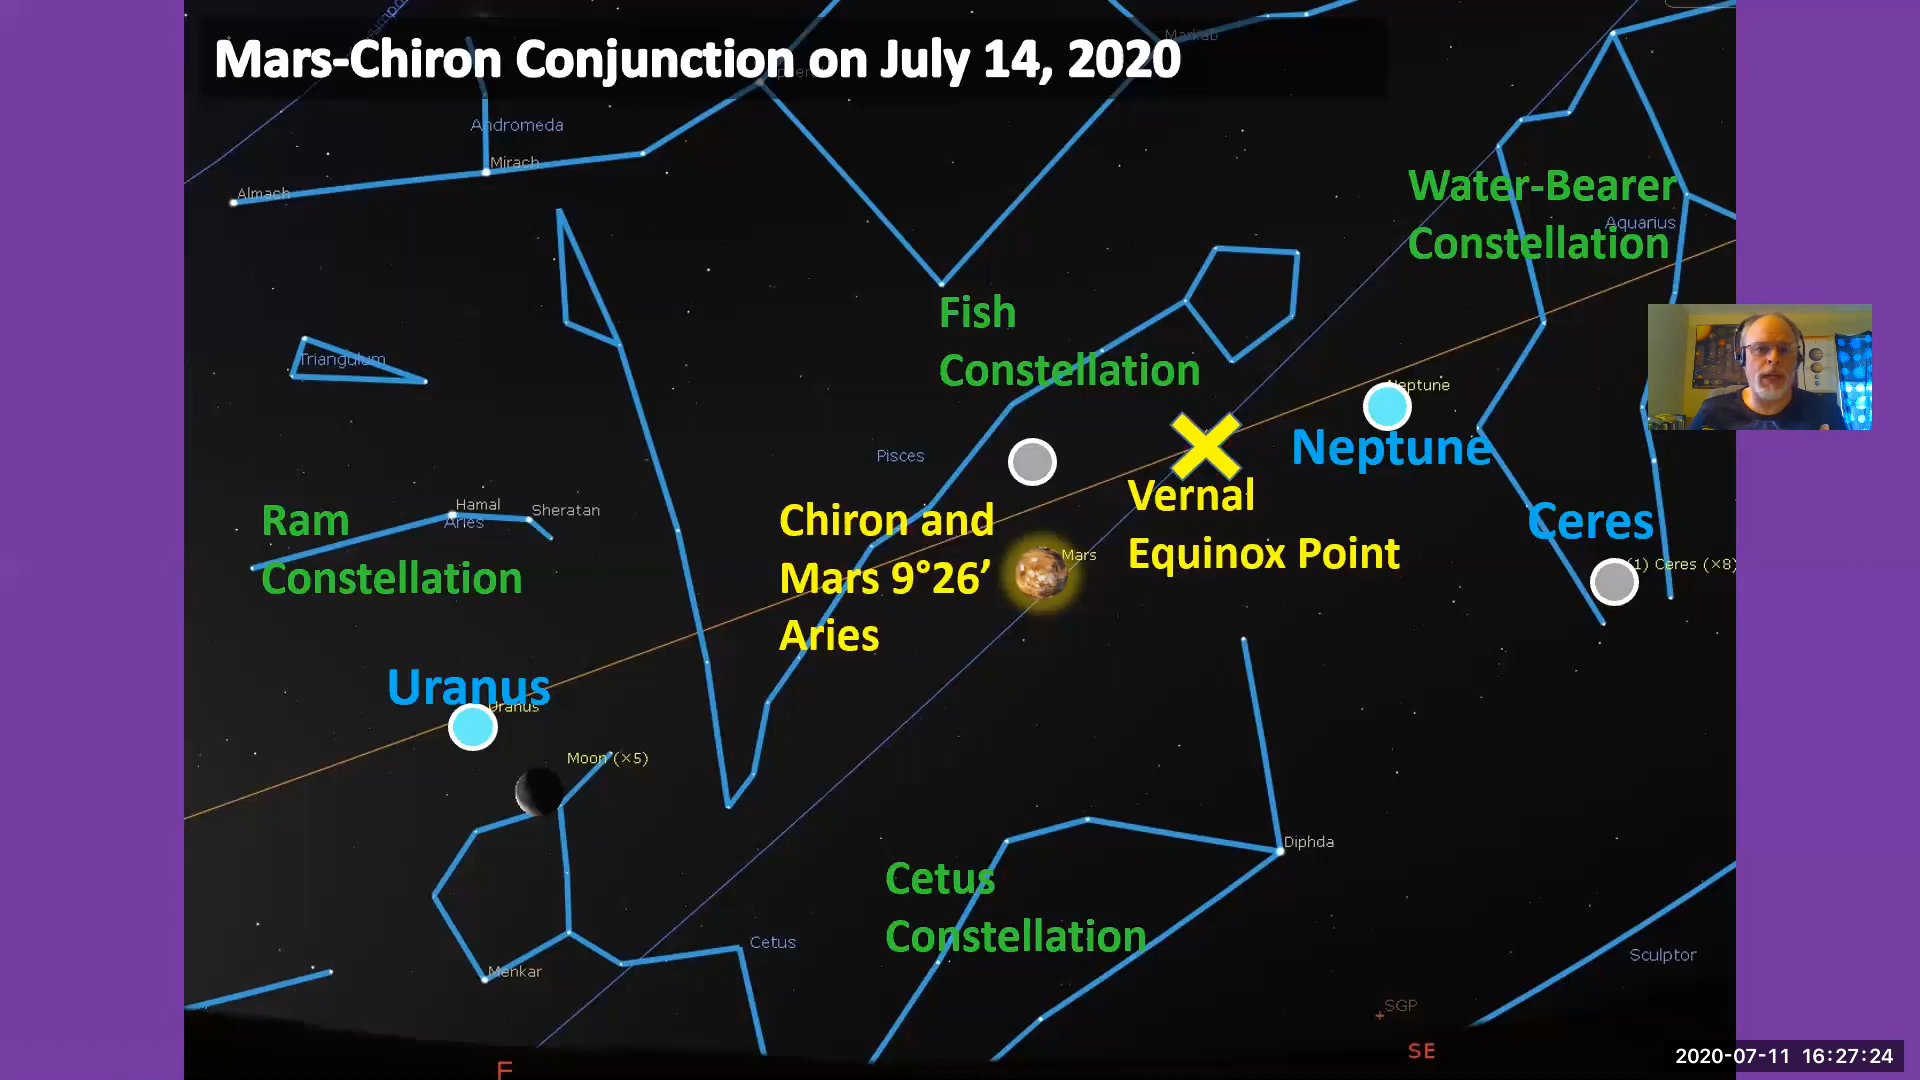 Mars-Chiron Conjunction on July 14, 2020
Markab
Andromeda
Mirach
Almach
Water-Bearer
Constellation
Aquarius
Fish
Constellation
Triangulum
Neptune
Neptune
Pisces
Ram
Constellation
Hamal
Aries
Sheratan
Chiron and
Mars 9°26’
Aries
Mars
Vernal
Equinox Point
Ceres
(1) Ceres (×8)
Uranus
Uranus
Moon (×5)
Diphda
Cetus
Constellation
Cetus
Menkar
Sculptor
SGP
SE
E
2020-07-11 16:27:24